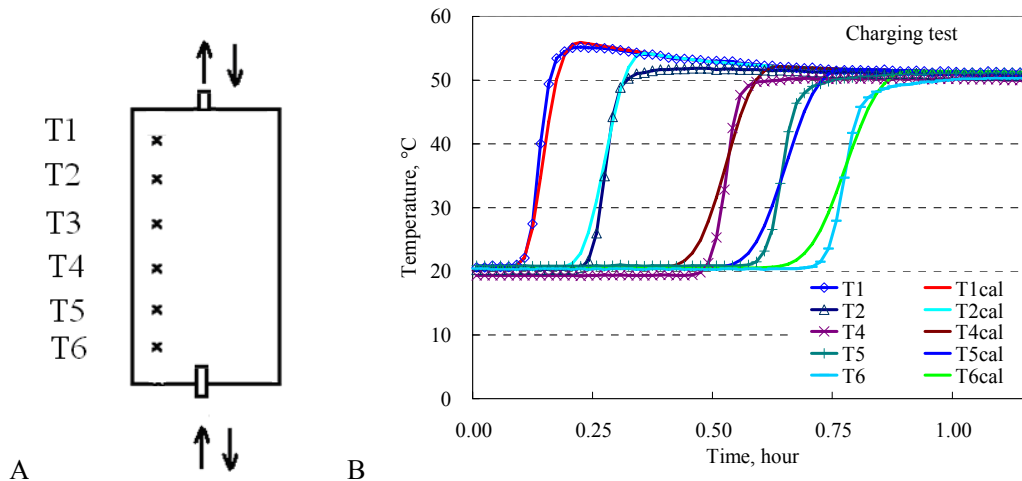 T1
T2
T3
T4
T5
T6
A
B
Charging test
Temperature, °C
60
50
40
30
20
10
0
T1 T1cal
T2 T2cal
T4 T4cal
T5 T5cal
T6 T6cal
0.00 0.25 0.50 0.75 1.00
Time, hour